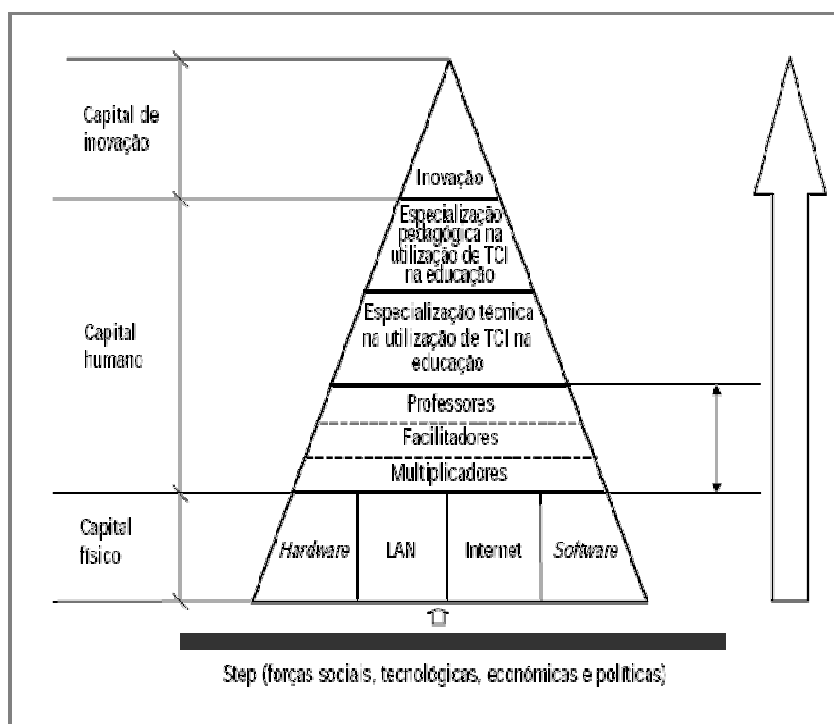 Capital de
inovação
Inovação
Especialização
pedagógica na
utilização de TCI
na educação
Capital
humano
Especialização técnica
na utilização de TCI na
educação
Professores
Facilitadores
Multiplicadores
Capital
físico
Hardware
LAN
Internet
Software
Step (forças sociais, tecnológicas, económicas e políticas)